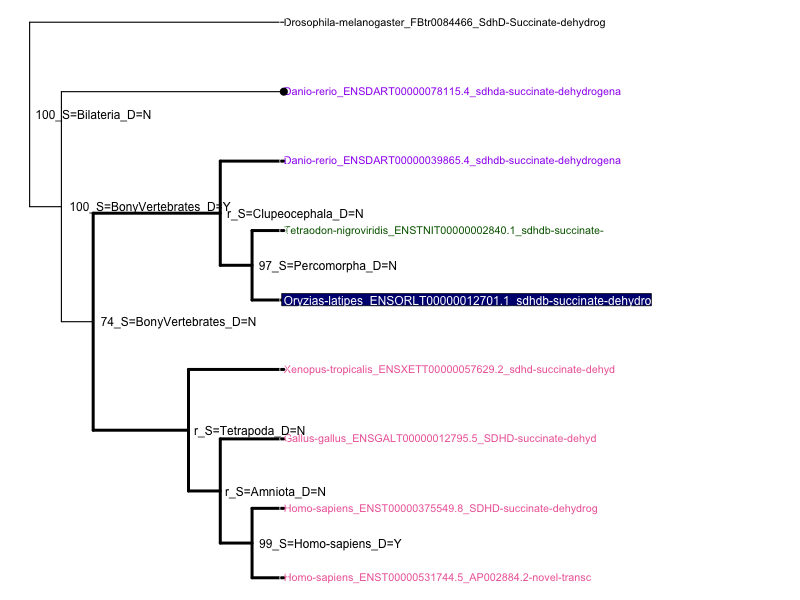 Drosophila-melanogaster_FBtr0084466_SdhD-Succinate-dehydrog
Danio-rerio_ENSDART00000078115.4_sdhda-succinate-dehydrogena
100_S=Bilateria_D=N
Danio-rerio_ENSDART00000039865.4_sdhdb-succinate-dehydrogena
100_S=BonyVertebrates_D=Y
r_S=Clupeocephala_D=N
Tetraodon-nigroviridis_ENSTNIT00000002840.1_sdhdb-succinate-
97_S=Percomorpha_D=N
Oryzias-latipes_ENSORLT00000012701.1_sdhdb-succinate-dehydro
74_S=BonyVertebrates_D=N
Xenopus-tropicalis_ENSXETT00000057629.2_sdhd-succinate-dehyd
r_S=Tetrapoda_D=N
Gallus-gallus_ENSGALT00000012795.5_SDHD-succinate-dehyd
r_S=Amniota_D=N
Homo-sapiens_ENST00000375549.8_SDHD-succinate-dehydrog
99_S=Homo-sapiens_D=Y
Homo-sapiens_ENST00000531744.5_AP002884.2-novel-transc